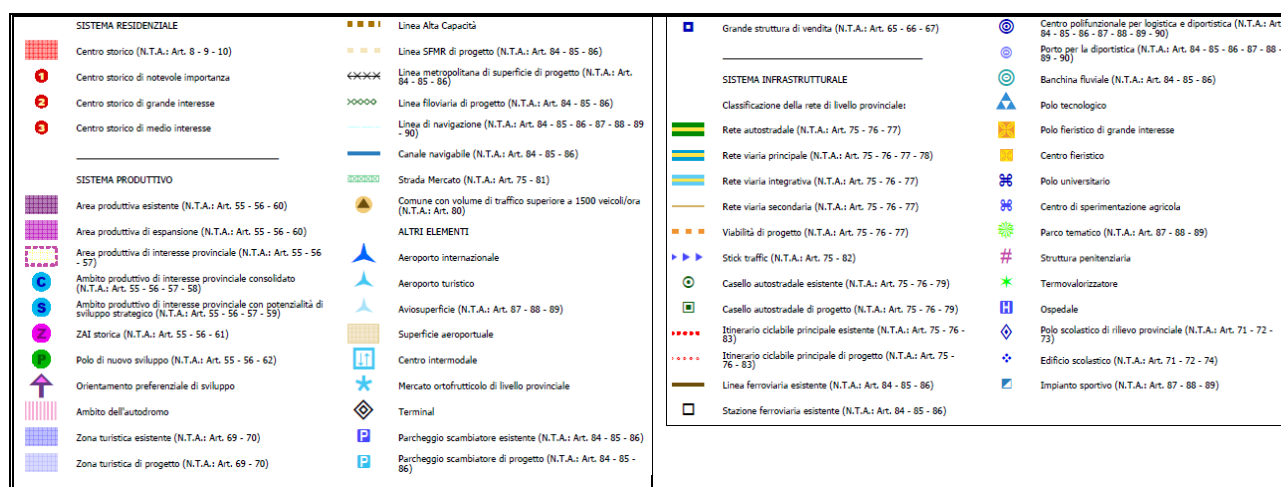 SISTEMA RESIDENZIALE
Centro storico (N.T.A.: Art. 8 - 9 - 10)
1
Centro storico di notevole importanza
2
Centro storico di grande interesse
3
Centro storico di medio interesse
SISTEMA PRODUTTIVO
Area produttiva esistente (N.T.A.: Art. 55 - 56 - 60)
Area produttiva di espansione (N.T.A.: Art. 55 - 56 - 60)
Area produttiva di interesse provinciale (N.T.A.: Art. 55 - 56
- 57)
C
Ambito produttivo di interesse provinciale consolidato
(N.T.A.: Art. 55 - 56 - 57 - 58)
S
Ambito produttivo di interesse provinciale con potenzialità di
sviluppo strategico (N.T.A.: Art. 55 - 56 - 57 - 59)
Z
ZAI storica (N.T.A.: Art. 55 - 56 - 61)
P
Polo di nuovo sviluppo (N.T.A.: Art. 55 - 56 - 62)
Orientamento preferenziale di sviluppo
Ambito dell'autodromo
Zona turistica esistente (N.T.A.: Art. 69 - 70)
Zona turistica di progetto (N.T.A.: Art. 69 - 70)
Linea Alta Capacità
Linea SFMR di progetto (N.T.A.: Art. 84 - 85 - 86)
Linea metropolitana di superficie di progetto (N.T.A.: Art.
84 - 85 - 86)
Linea filoviaria di progetto (N.T.A.: Art. 84 - 85 - 86)
Linea di navigazione (N.T.A.: Art. 84 - 85 - 86 - 87 - 88 - 89
- 90)
Canale navigabile (N.T.A.: Art. 84 - 85 - 86)
Strada Mercato (N.T.A.: Art. 75 - 81)
Comune con volume di traffico superiore a 1500 veicoli/ora
(N.T.A.: Art. 80)
ALTRI ELEMENTI
Aeroporto internazionale
Aeroporto turistico
Aviosuperficie (N.T.A.: Art. 87 - 88 - 89)
Superficie aeroportuale
Centro intermodale
Mercato ortofrutticolo di livello provinciale
Terminal
P
Parcheggio scambiatore esistente (N.T.A.: Art. 84 - 85 - 86)
P
Parcheggio scambiatore di progetto (N.T.A.: Art. 84 - 85 -
86)
Grande struttura di vendita (N.T.A.: Art. 65 - 66 - 67)
SISTEMA INFRASTRUTTURALE
Classificazione della rete di livello provinciale:
Rete autostradale (N.T.A.: Art. 75 - 76 - 77)
Rete viaria principale (N.T.A.: Art. 75 - 76 - 77 - 78)
Rete viaria integrativa (N.T.A.: Art. 75 - 76 - 77)
Rete viaria secondaria (N.T.A.: Art. 75 - 76 - 77)
Viabilità di progetto (N.T.A.: Art. 75 - 76 - 77)
Stick traffic (N.T.A.: Art. 75 - 82)
Casello autostradale esistente (N.T.A.: Art. 75 - 76 - 79)
Casello autostradale di progetto (N.T.A.: Art. 75 - 76 - 79)
Itinerario ciclabile principale esistente (N.T.A.: Art. 75 - 76 -
83)
Itinerario ciclabile principale di progetto (N.T.A.: Art. 75 -
76 - 83)
Linea ferroviaria esistente (N.T.A.: Art. 84 - 85 - 86)
Stazione ferroviaria esistente (N.T.A.: Art. 84 - 85 - 86)
Centro polifunzionale per logistica e diportistica (N.T.A.: Art.
84 - 85 - 86 - 87 - 88 - 89 - 90)
Porto per la diportistica (N.T.A.: Art. 84 - 85 - 86 - 87 - 88 -
89 - 90)
Banchina fluviale (N.T.A.: Art. 84 - 85 - 86)
Polo tecnologico
Polo fieristico di grande interesse
Centro fieristico
Polo universitario
Centro di sperimentazione agricola
Parco tematico (N.T.A.: Art. 87 - 88 - 89)
#
Struttura penitenziaria
Termovalorizzatore
H
Ospedale
Polo scolastico di rilievo provinciale (N.T.A.: Art. 71 - 72 -
73)
Edificio scolastico (N.T.A.: Art. 71 - 72 - 74)
Impianto sportivo (N.T.A.: Art. 87 - 88 - 89)